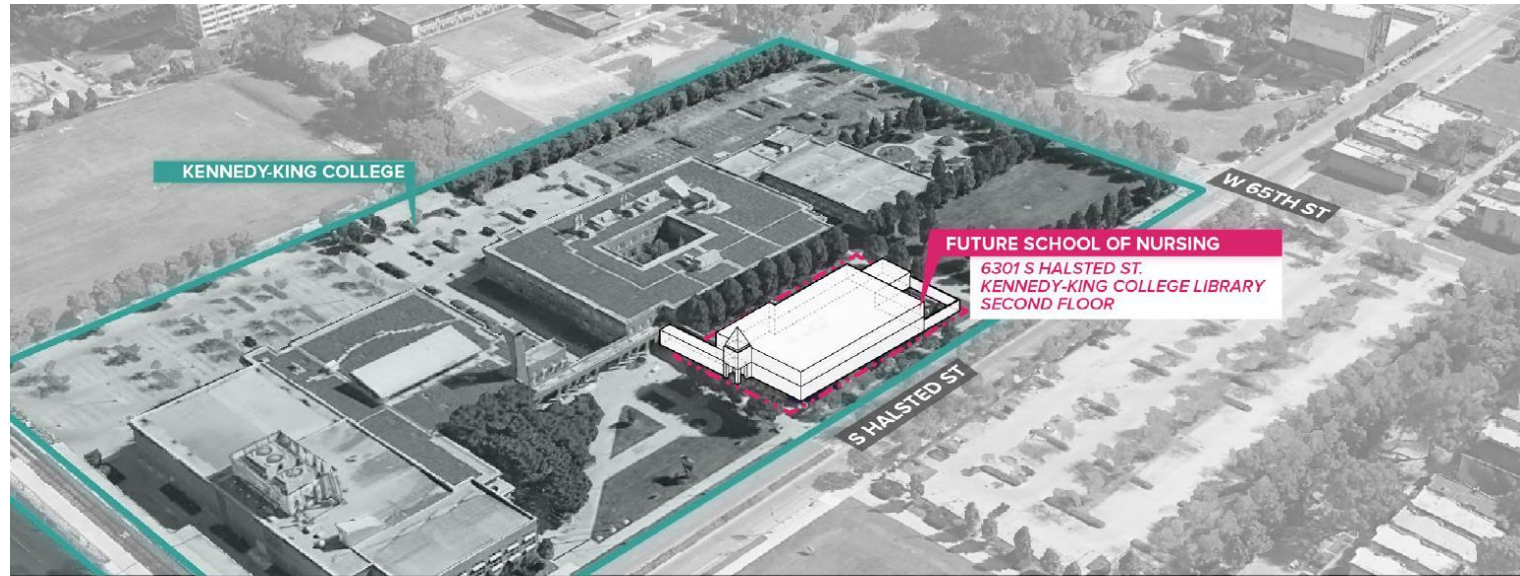 KENNEDY-KING COLLEGE
W 65TH ST
FUTURE SCHOOL OF NURSING
6301 S HALSTED ST.
KENNEDY-KING COLLEGE LIBRARY
SECOND FLOOR
S HALSTED ST